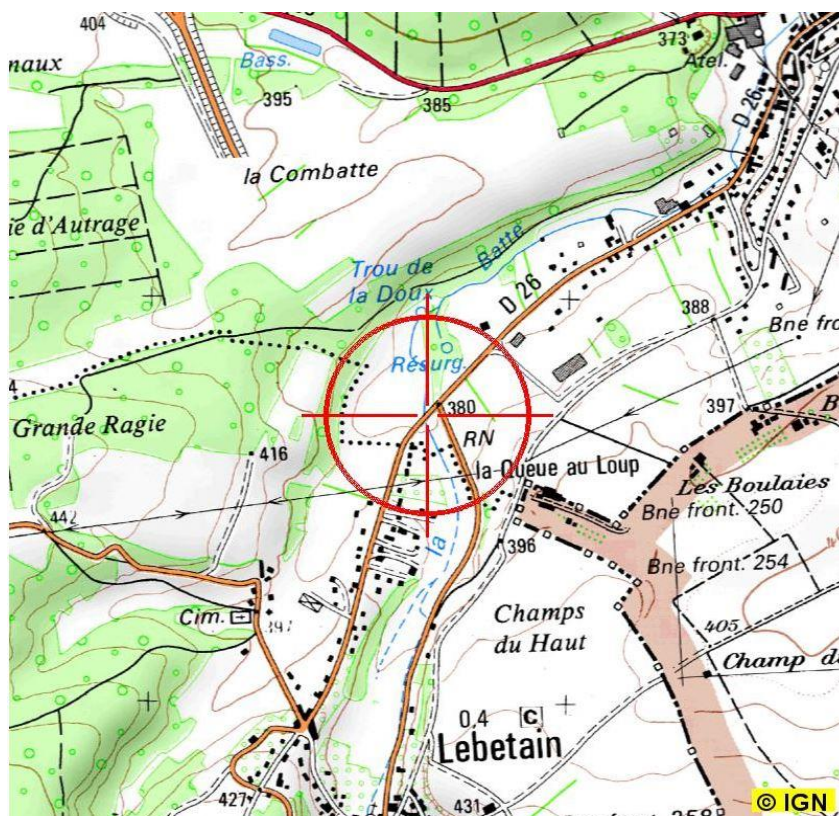 404
naux
Bass.
395
385
373
Atel.
D 26
la Combatte
ie d'Autrage
Trou de
la Doux
Batte
D 26
388
Bne fro
Résurg.
380
397
Grande Ragie
416
RN
la Queue au Loup
Les Boulaies
Bne front. 250
442
la
396
Bne front. 254
Cim.
397
Champs
du Haut
405
Champ d
0,4
C
Lebetain
427
431
© IGN